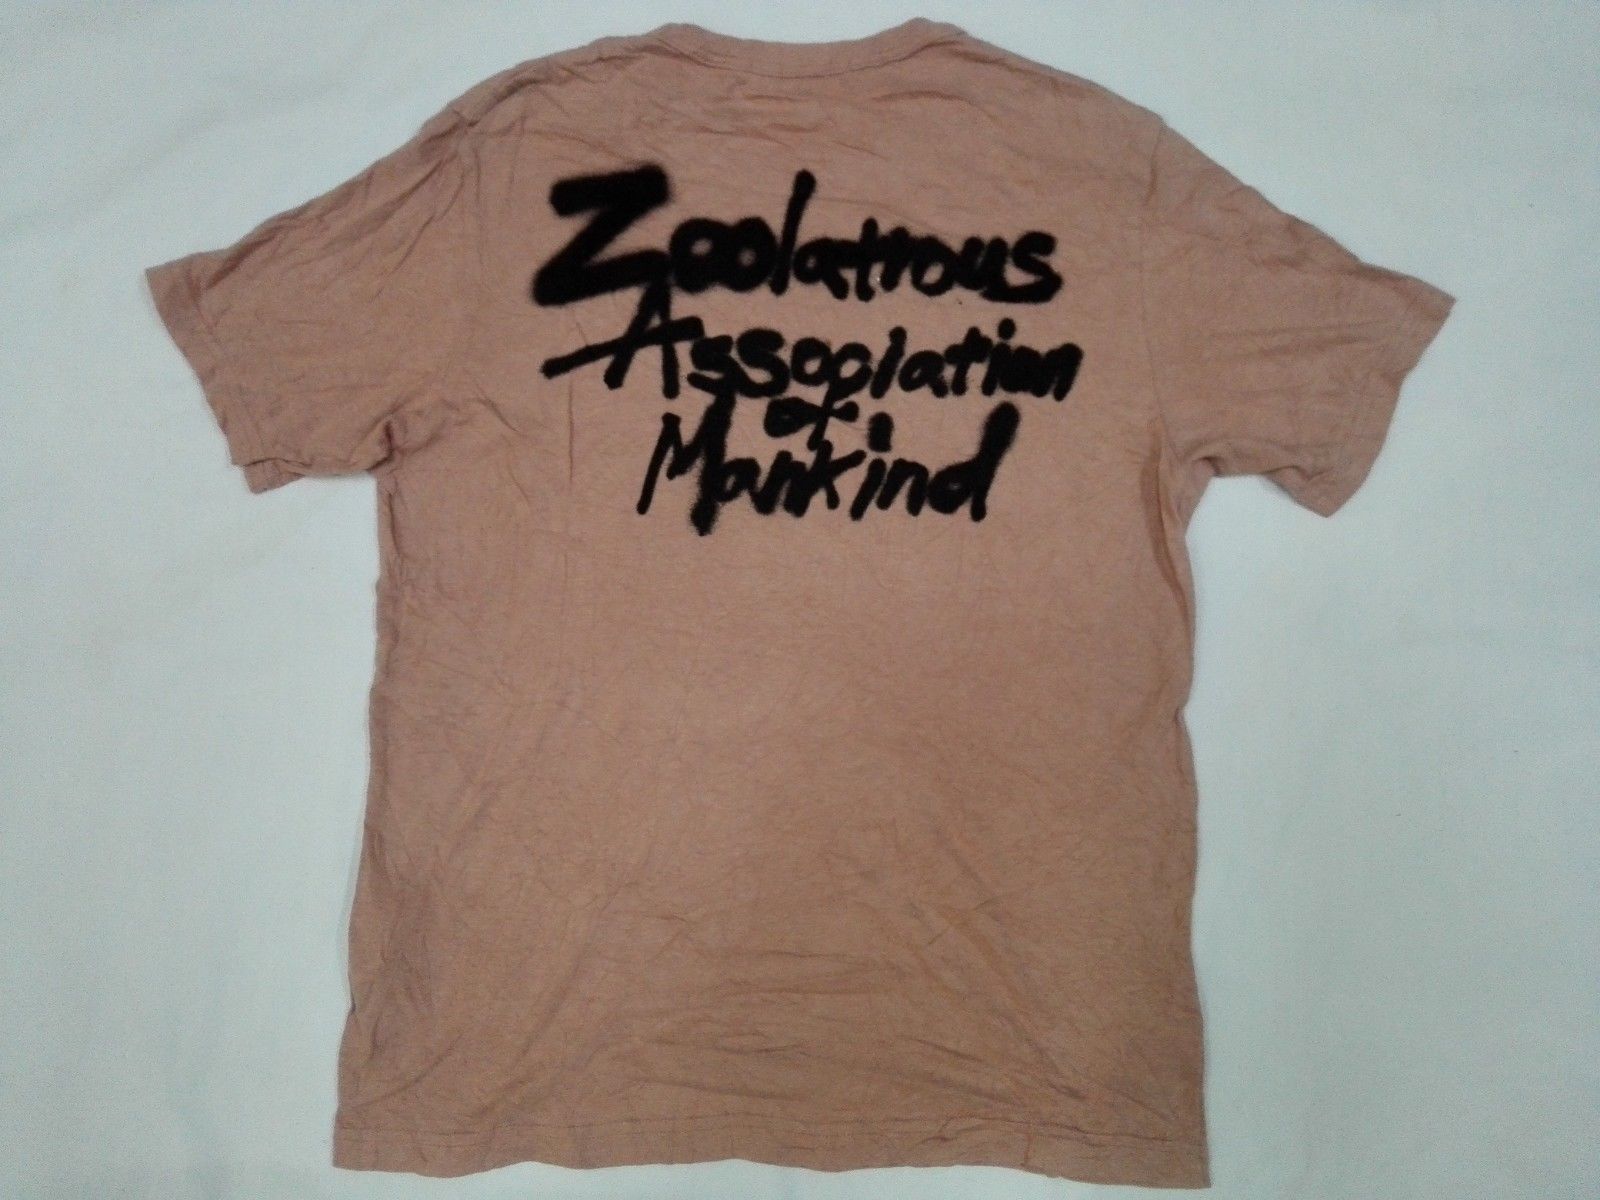 Zoolatrous
Association
of
Mankind